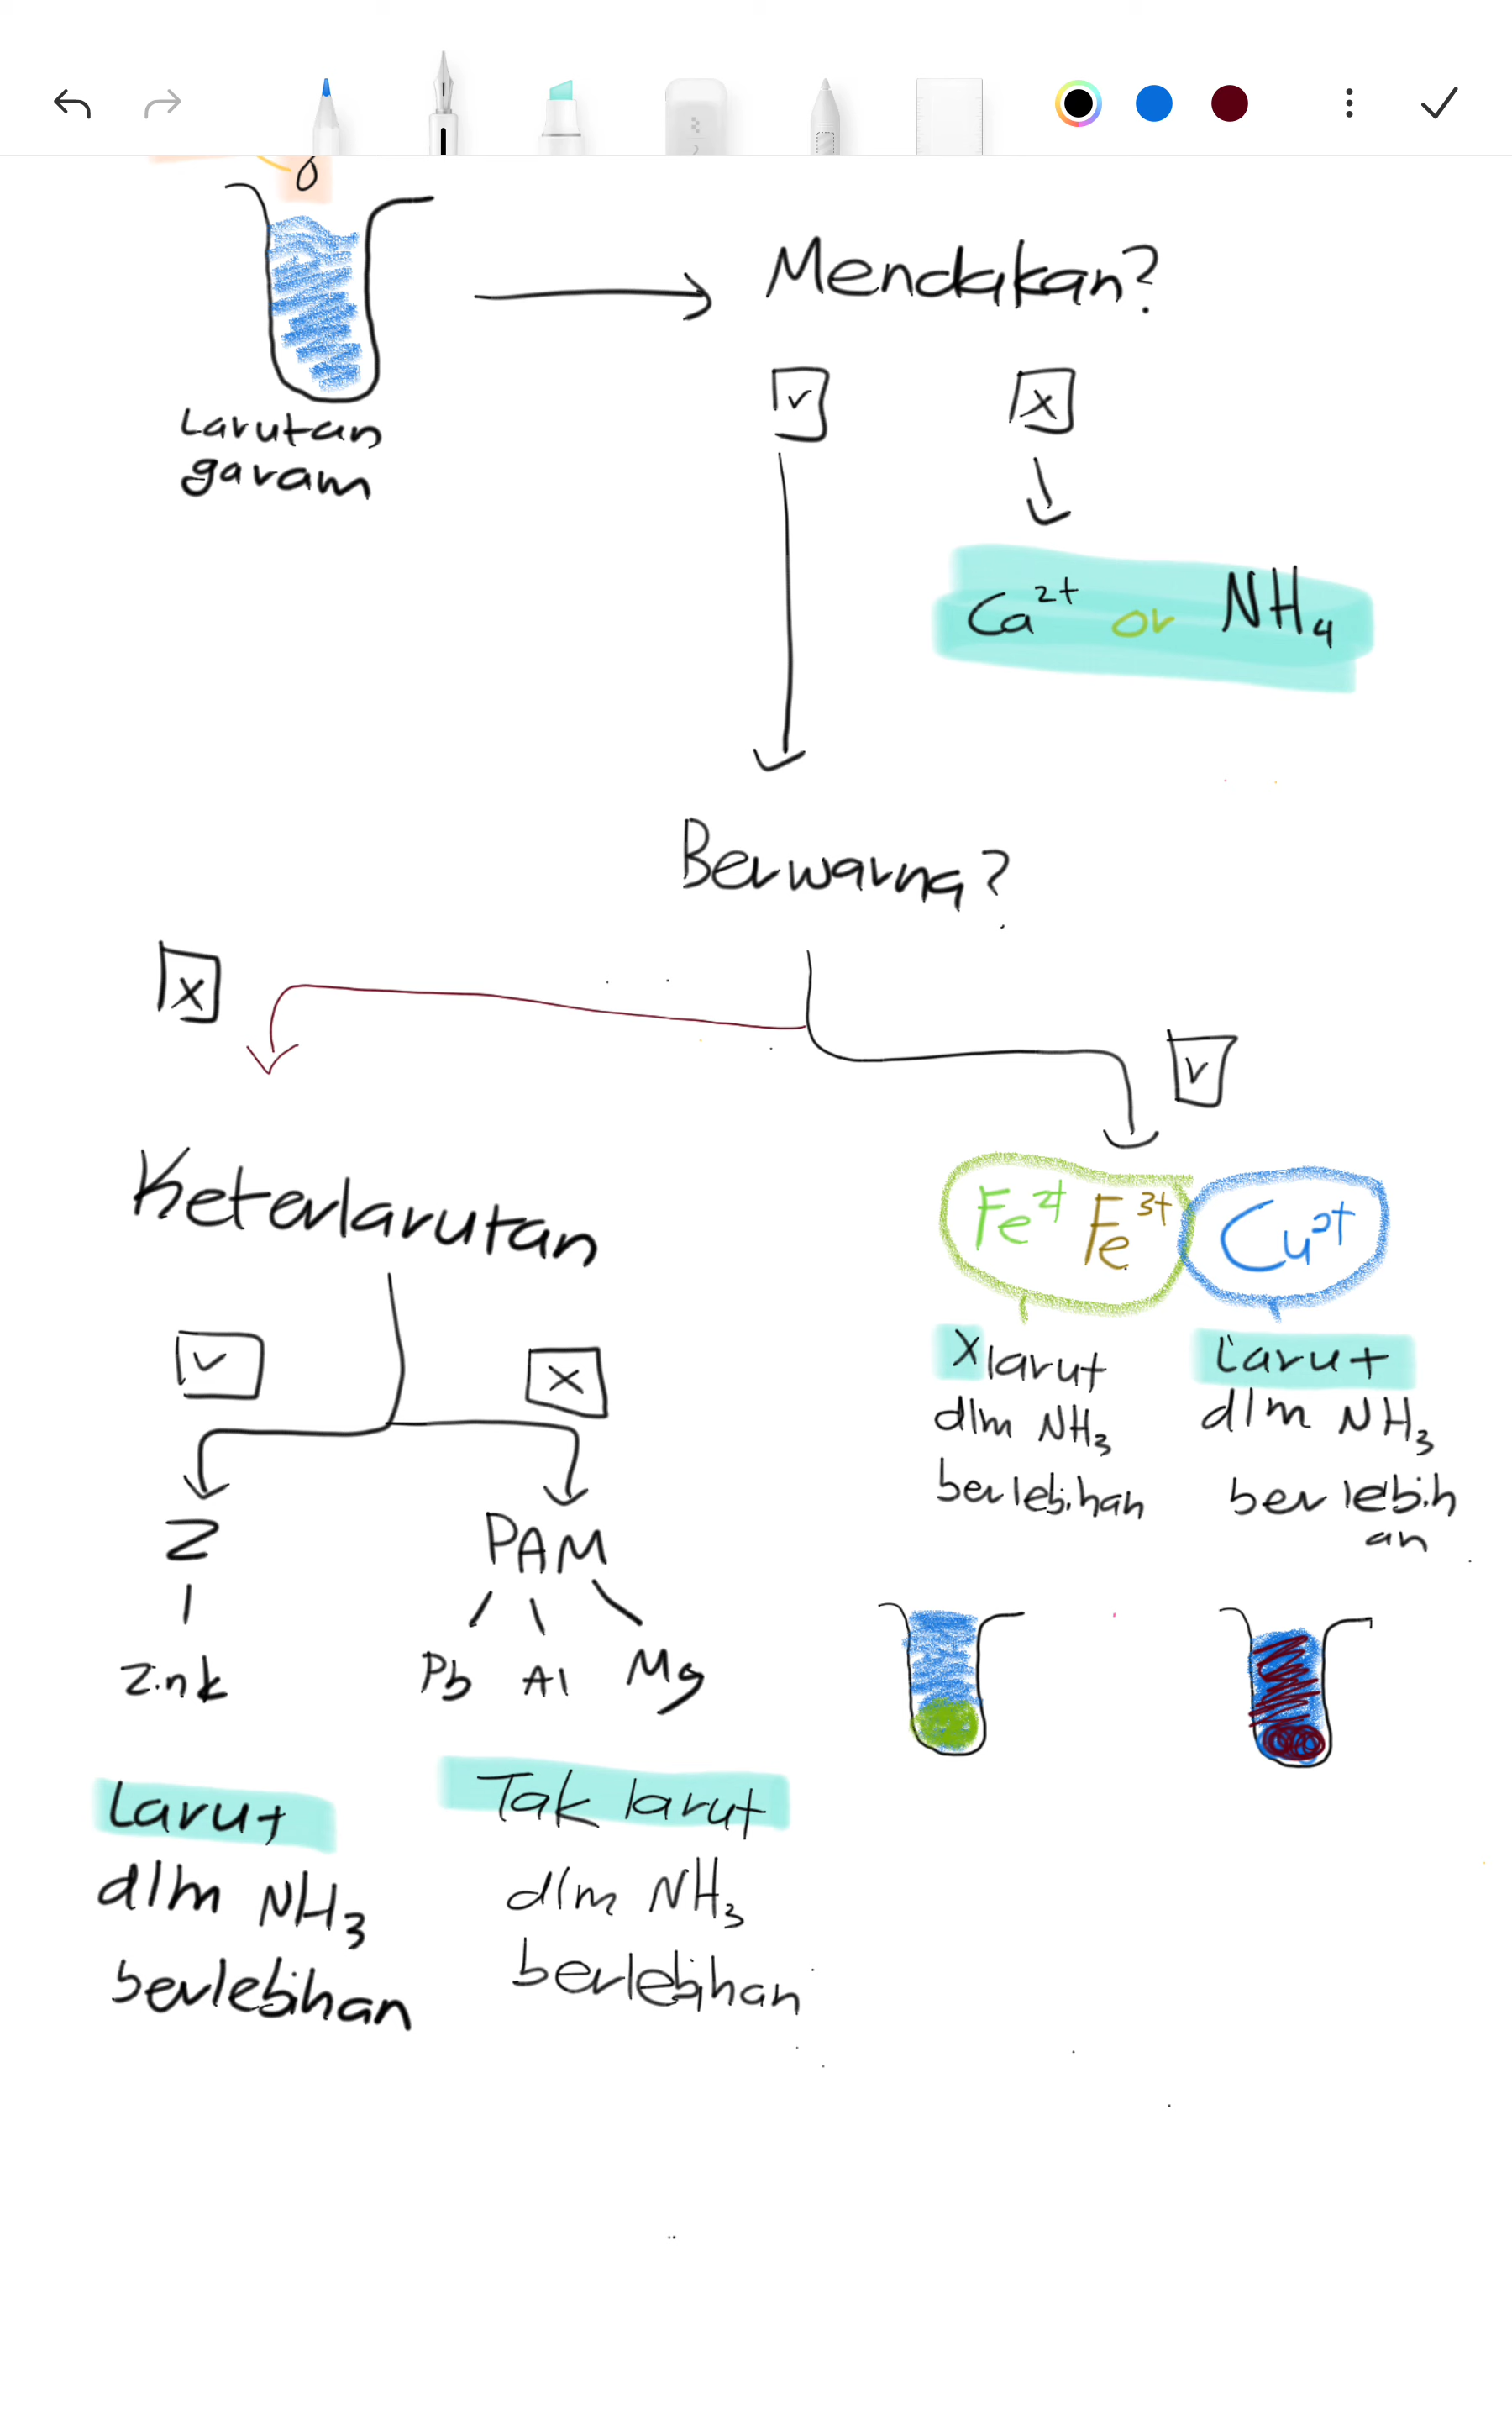 Larutan
garam
Mendakan?
v
x
Ca²⁺ or NH₄
Berwarna?
x
v
Keterlarutan
v
x
Z
Zink
PAM
Pb Al Mg
Larut
dlm NH₃
berlebihan
Tak larut
dlm NH₃
berlebihan
Fe²⁺ Fe³⁺ Cu²⁺
X larut
dlm NH₃
berlebihan
Larut
dlm NH₃
berlebih
an